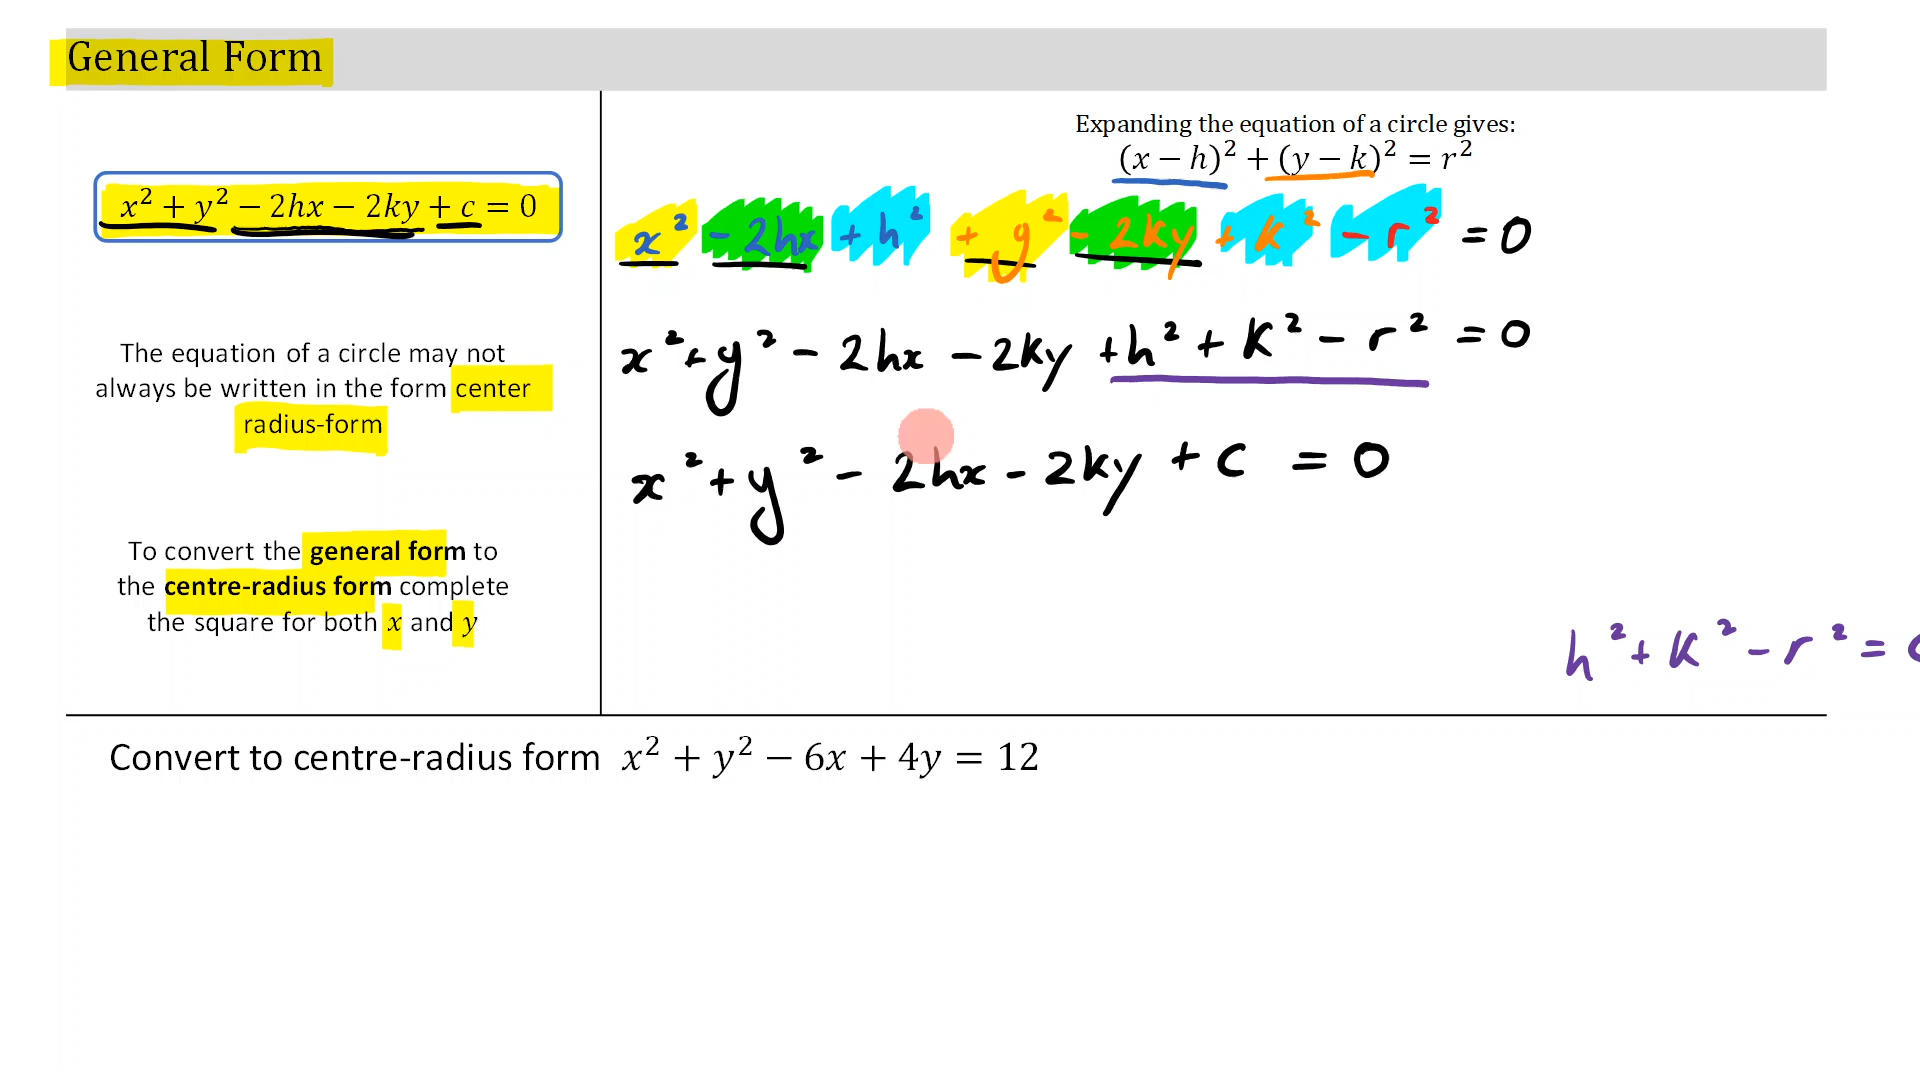 General Form
x² + y² − 2hx − 2ky + c = 0
The equation of a circle may not
always be written in the form center
radius-form
To convert the general form to
the centre-radius form complete
the square for both x and y
Expanding the equation of a circle gives:
(x − h)² + (y − k)² = r²
x² − 2hx + h² + y² − 2ky + k² − r² = 0
x² + y² − 2hx − 2ky + h² + k² − r² = 0
x² + y² − 2hx − 2ky + c = 0
h² + k² − r² =
Convert to centre-radius form x² + y² − 6x + 4y = 12